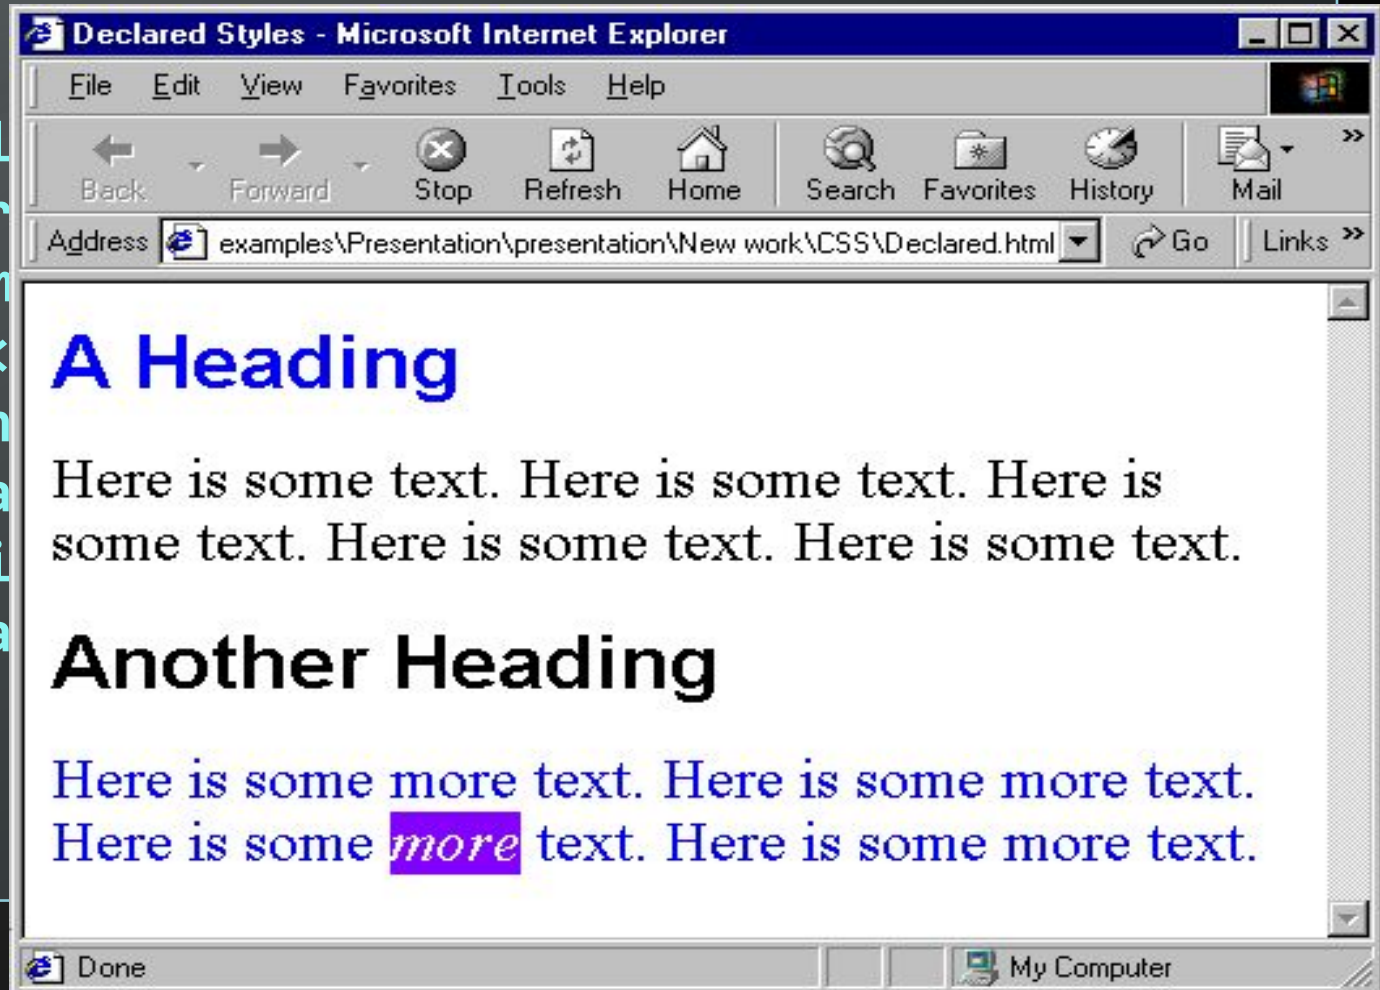 Declared Styles - Microsoft Internet Explorer
File Edit View Favorites Tools Help
Back Forward Stop Refresh Home Search Favorites History Mail »
Address examples\Presentation\presentation\New work\CSS\Declared.html Go Links »
A Heading
Here is some text. Here is some text. Here is
some text. Here is some text. Here is some text.
Another Heading
Here is some more text. Here is some more text.
Here is some more text. Here is some more text.
Done My Computer